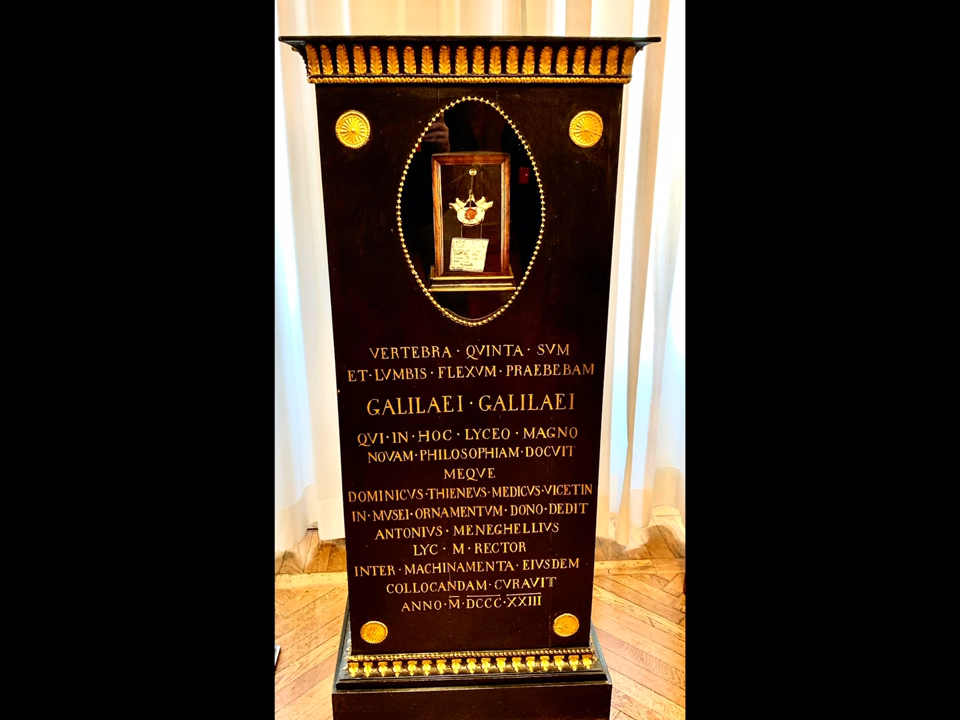 VERTEBRA · QVINTA · SVM
ET · LVMBIS · FLEXVM · PRAEBEBAM
GALILAEI · GALILAEI
QVI · IN · HOC · LYCEO · MAGNO
NOVAM · PHILOSOPHIAM · DOCVIT
MEQVE
DOMINICVS · THIENEVS · MEDICVS · VICETIN
IN · MVSEI · ORNAMENTVM · DONO · DEDIT
ANTONIVS · MENEGHELLIVS
LYC · M · RECTOR
INTER · MACHINAMENTA · EIVSDEM
COLLOCANDAM · CVRAVIT
ANNO · M · DCCC · XXIII